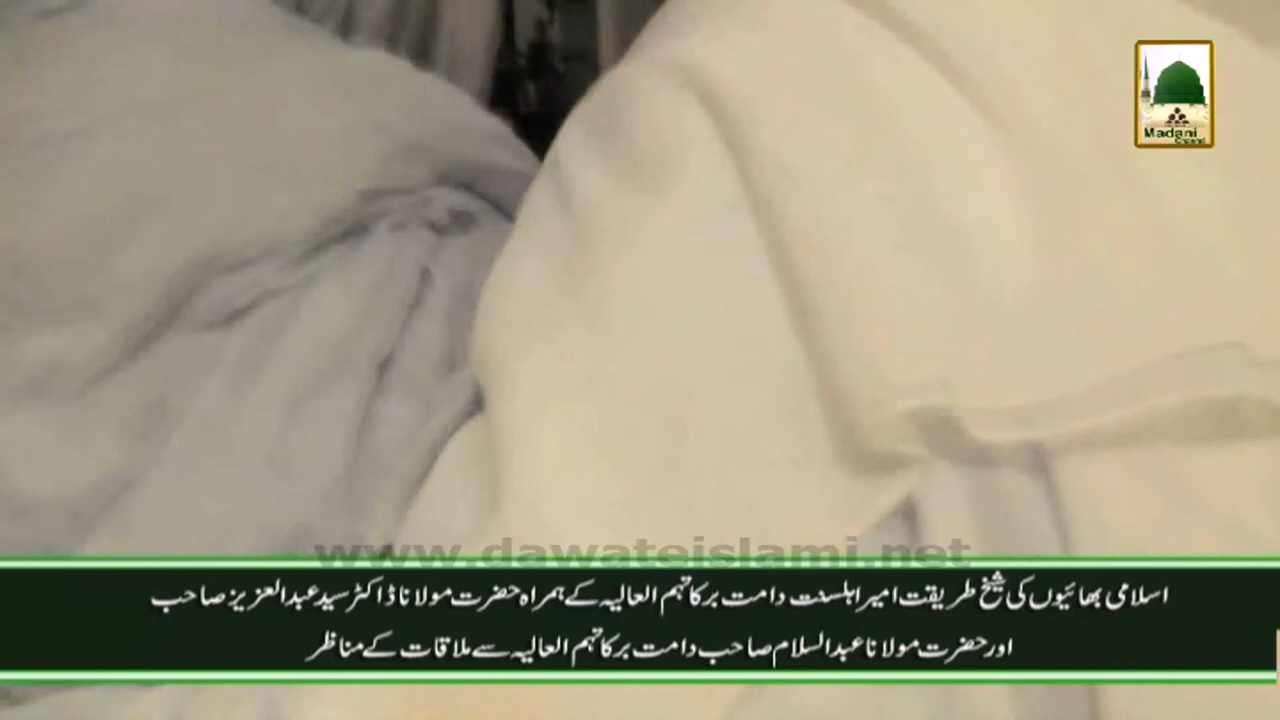 Madani
Channel
www.dawateislami.net
اسلامی بھائیوں کی شیخ طریقت امیر اہلسنت دامت برکاتہم العالیہ کے ہمراہ حضرت مولانا ڈاکٹر سید عبدالعزیز صاحب
اور حضرت مولانا عبدالسلام صاحب دامت برکاتہم العالیہ سے ملاقات کے مناظر